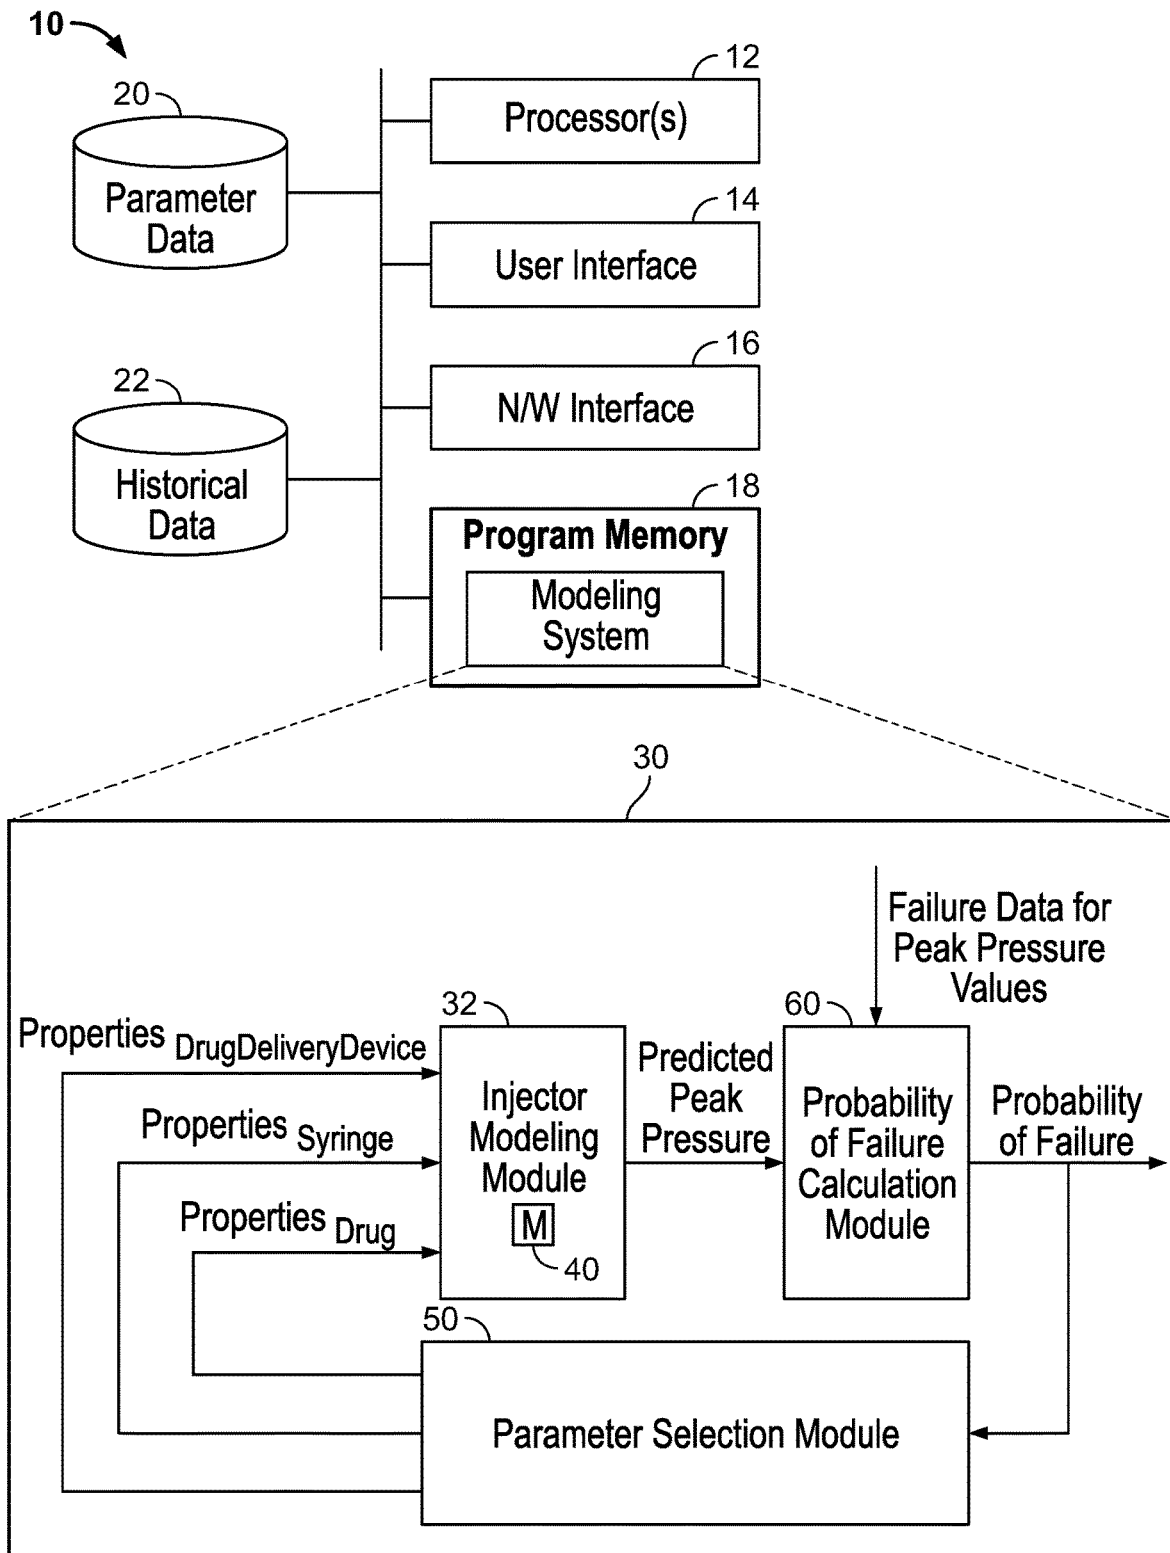 10
20
Parameter
Data
12
Processor(s)
14
User Interface
22
Historical
Data
16
N/W Interface
18
Program Memory
Modeling
System
30
Failure Data for
Peak Pressure
Values
Properties DrugDeliveryDevice
Properties Syringe
Properties Drug
32
Injector
Modeling
Module
M
40
Predicted
Peak
Pressure
60
Probability
of Failure
Calculation
Module
Probability
of Failure
50
Parameter Selection Module